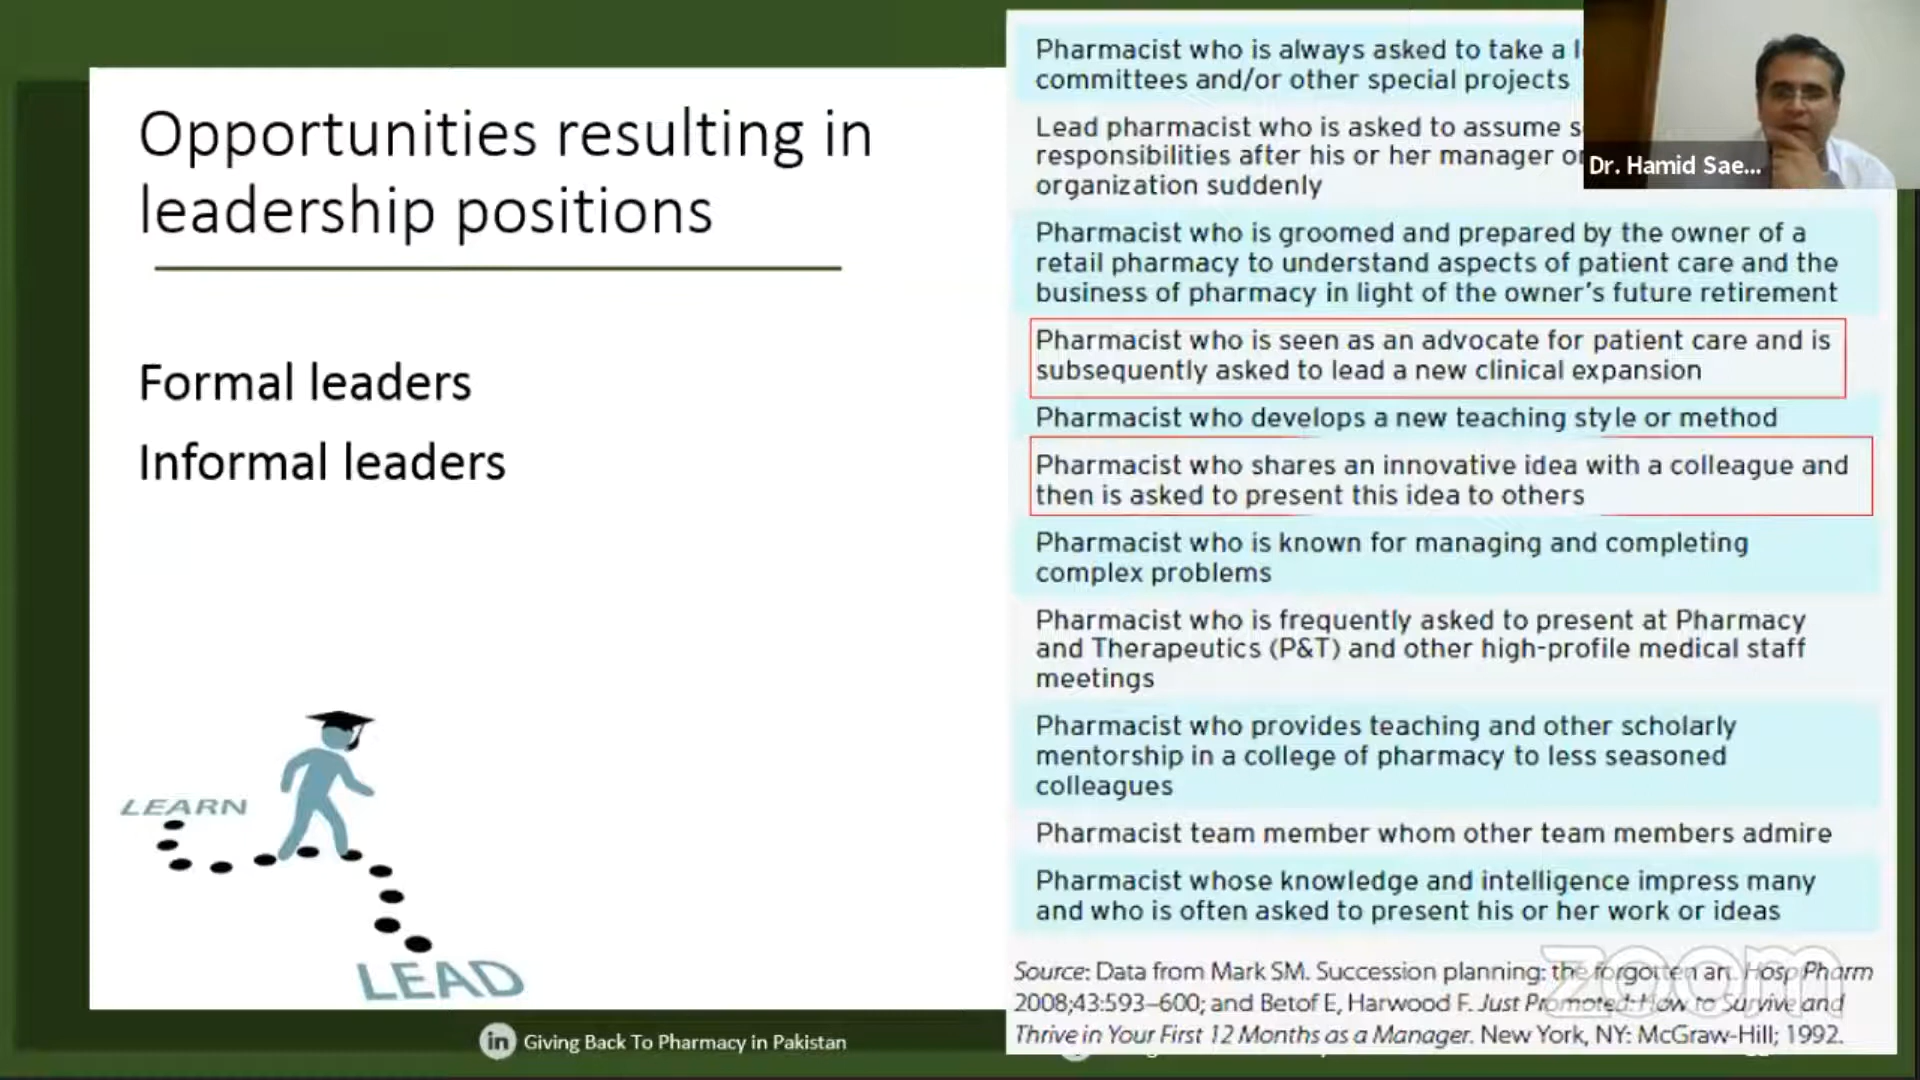 Opportunities resulting in
leadership positions
Formal leaders
Informal leaders
LEARN
LEAD
Pharmacist who is always asked to take a
committees and/or other special projects
Lead pharmacist who is asked to assume
responsibilities after his or her manager
organization suddenly
Pharmacist who is groomed and prepared by the owner of a
retail pharmacy to understand aspects of patient care and the
business of pharmacy in light of the owner's future retirement
Pharmacist who is seen as an advocate for patient care and is
subsequently asked to lead a new clinical expansion
Pharmacist who develops a new teaching style or method
Pharmacist who shares an innovative idea with a colleague and
then is asked to present this idea to others
Pharmacist who is known for managing and completing
complex problems
Pharmacist who is frequently asked to present at Pharmacy
and Therapeutics (P&T) and other high-profile medical staff
meetings
Pharmacist who provides teaching and other scholarly
mentorship in a college of pharmacy to less seasoned
colleagues
Pharmacist team member whom other team members admire
Pharmacist whose knowledge and intelligence impress many
and who is often asked to present his or her work or ideas
Source: Data from Mark SM. Succession planning: the forgotten art. Hosp Pharm
2008;43:593–600; and Betof E, Harwood F. Just Promoted: How to Survive and
Thrive in Your First 12 Months as a Manager. New York, NY: McGraw-Hill; 1992.
zoom
Dr. Hamid Sae...
in Giving Back To Pharmacy in Pakistan